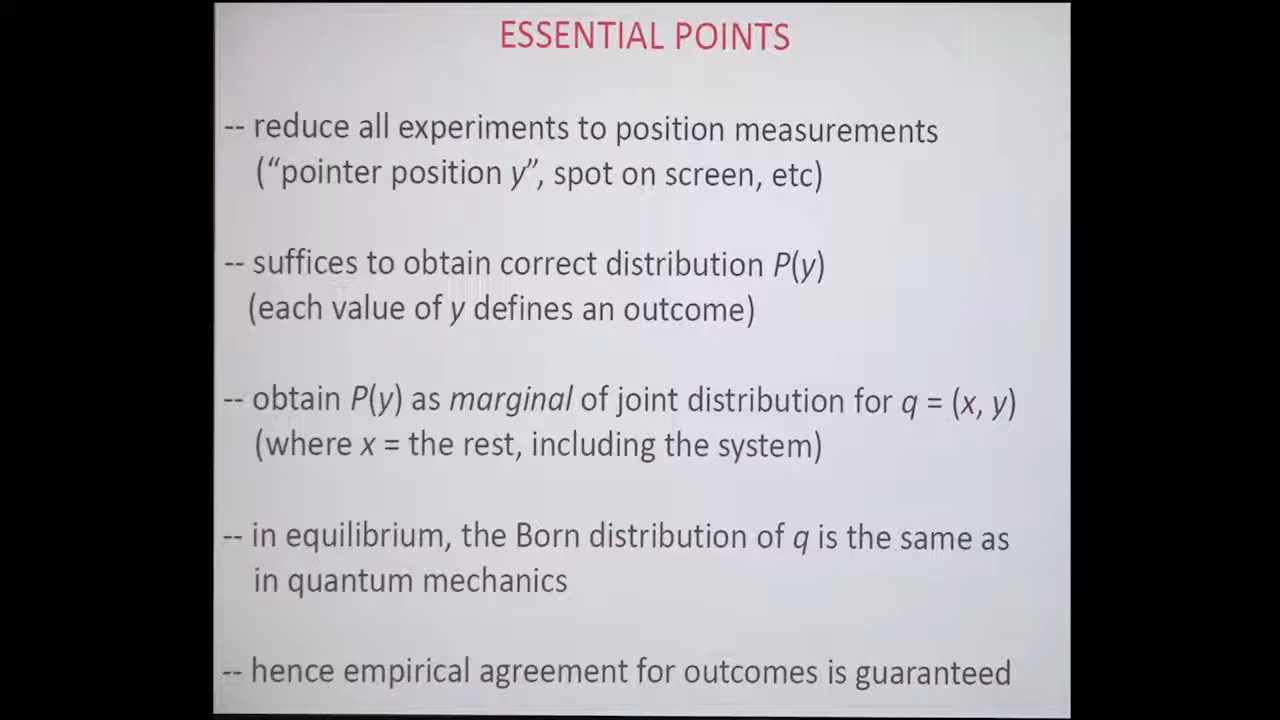 ESSENTIAL POINTS
-- reduce all experiments to position measurements
(“pointer position y”, spot on screen, etc)
-- suffices to obtain correct distribution P(y)
(each value of y defines an outcome)
-- obtain P(y) as marginal of joint distribution for q = (x, y)
(where x = the rest, including the system)
-- in equilibrium, the Born distribution of q is the same as
in quantum mechanics
-- hence empirical agreement for outcomes is guaranteed